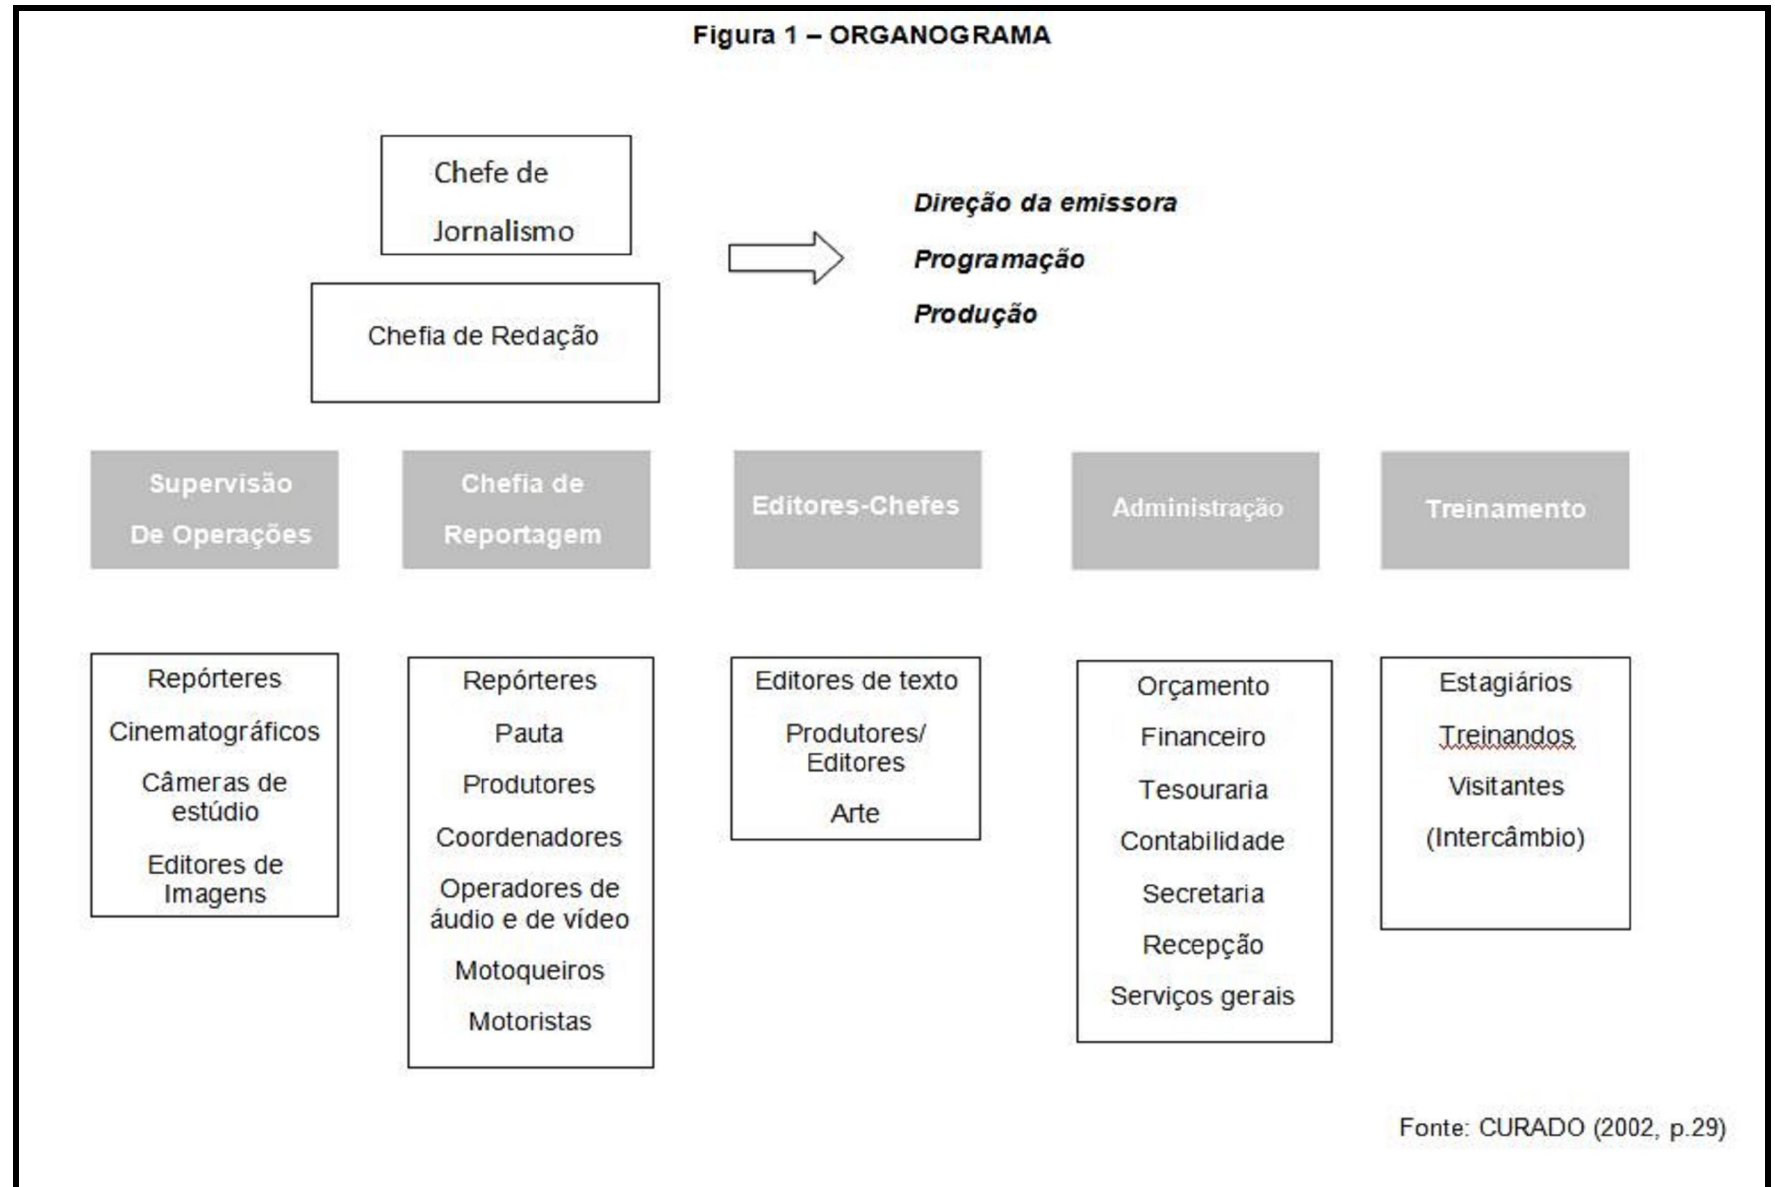 Figura 1 – ORGANOGRAMA
Chefe de
Jornalismo
Direção da emissora
Programação
Produção
Chefia de Redação
Supervisão
De Operações
Chefia de
Reportagem
Editores-Chefes
Administração
Treinamento
Repórteres
Cinematográficos
Câmeras de
estúdio
Editores de
Imagens
Repórteres
Pauta
Produtores
Coordenadores
Operadores de
áudio e de vídeo
Motoqueiros
Motoristas
Editores de texto
Produtores/
Editores
Arte
Orçamento
Financeiro
Tesouraria
Contabilidade
Secretaria
Recepção
Serviços gerais
Estagiários
Treinandos
Visitantes
(Intercâmbio)
Fonte: CURADO (2002, p.29)